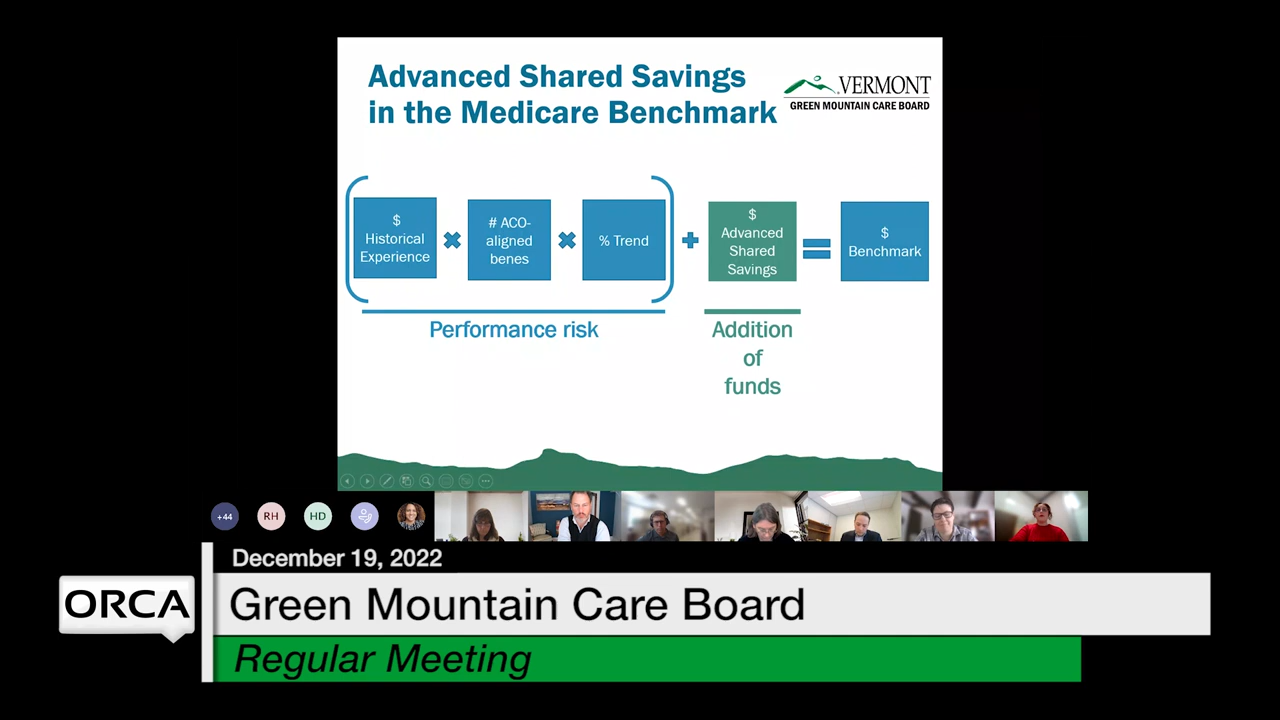 Advanced Shared Savings
in the Medicare Benchmark
VERMONT
GREEN MOUNTAIN CARE BOARD
$
Historical
Experience
# ACO-
aligned
benes
% Trend
$
Advanced
Shared
Savings
$
Benchmark
Performance risk
Addition
of
funds
+44
RH
HD
December 19, 2022
ORCA
Green Mountain Care Board
Regular Meeting